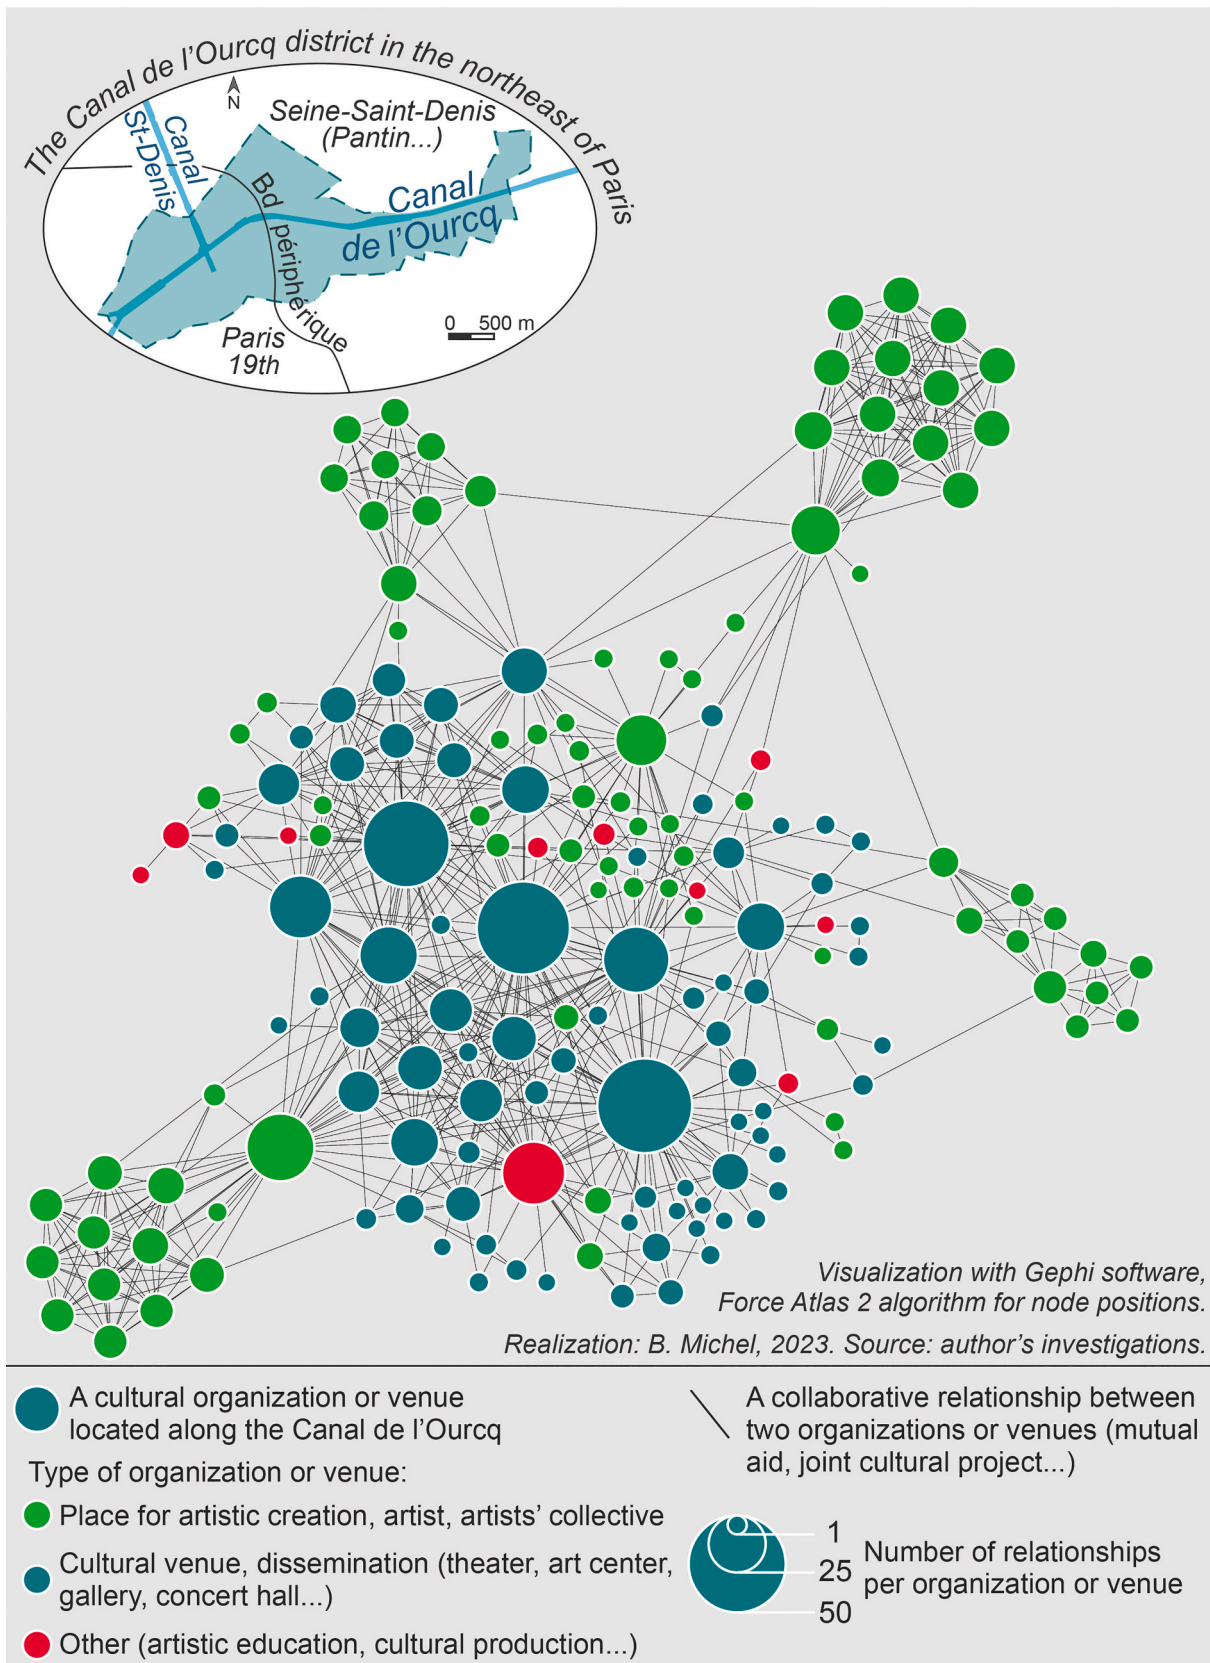 The Canal de l’Ourcq district in the northeast of Paris
N
Seine-Saint-Denis
(Pantin...)
Canal
St-Denis
Bd périphérique
Canal
de l’Ourcq
Paris
19th
0 500 m
Visualization with Gephi software,
Force Atlas 2 algorithm for node positions.
Realization: B. Michel, 2023. Source: author’s investigations.
A cultural organization or venue
located along the Canal de l’Ourcq
Type of organization or venue:
Place for artistic creation, artist, artists’ collective
Cultural venue, dissemination (theater, art center,
gallery, concert hall...)
Other (artistic education, cultural production...)
A collaborative relationship between
two organizations or venues (mutual
aid, joint cultural project...)
1
25
50
Number of relationships
per organization or venue